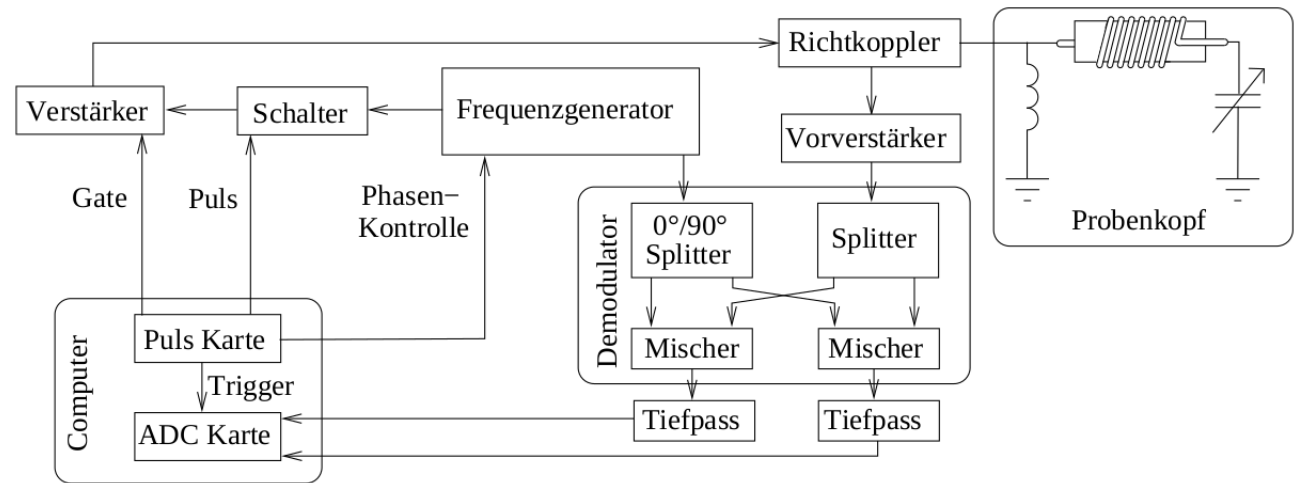 Richtkoppler
Verstärker
Schalter
Frequenzgenerator
Vorverstärker
Gate
Puls
Phasen−
Kontrolle
Probenkopf
Demodulator
0°/90°
Splitter
Splitter
Mischer
Mischer
Computer
Puls Karte
Trigger
ADC Karte
Tiefpass
Tiefpass